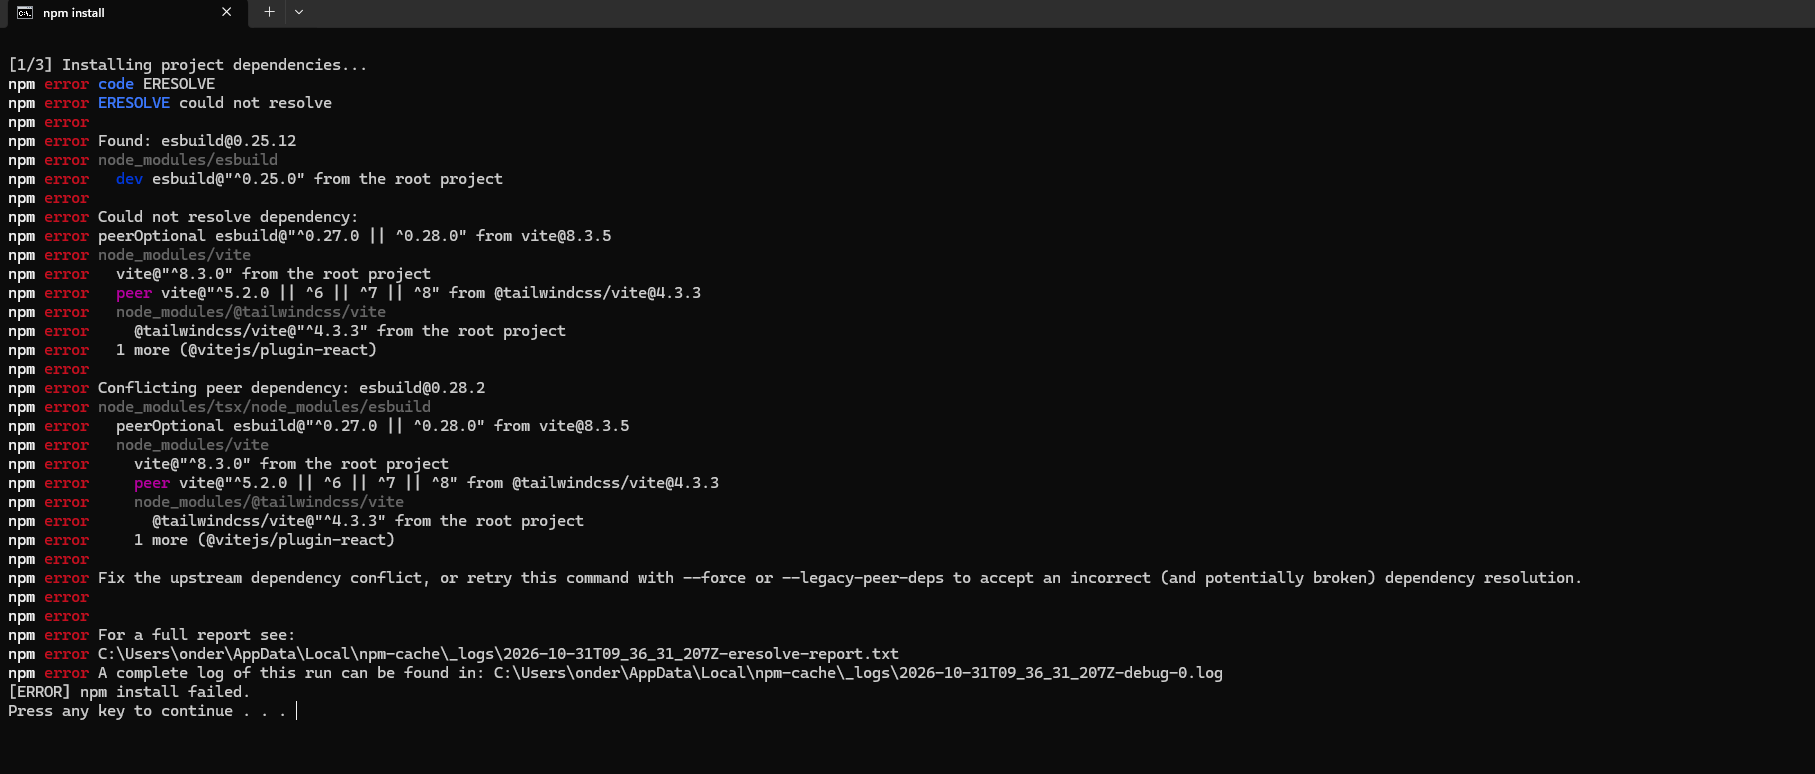 npm install
[1/3] Installing project dependencies...
npm error code ERESOLVE
npm error ERESOLVE could not resolve
npm error
npm error Found: esbuild@0.25.12
npm error node_modules/esbuild
npm error   dev esbuild@"^0.25.0" from the root project
npm error
npm error Could not resolve dependency:
npm error peerOptional esbuild@"^0.27.0 || ^0.28.0" from vite@8.3.5
npm error node_modules/vite
npm error   vite@"^8.3.0" from the root project
npm error   peer vite@"^5.2.0 || ^6 || ^7 || ^8" from @tailwindcss/vite@4.3.3
npm error   node_modules/@tailwindcss/vite
npm error     @tailwindcss/vite@"^4.3.3" from the root project
npm error   1 more (@vitejs/plugin-react)
npm error
npm error Conflicting peer dependency: esbuild@0.28.2
npm error node_modules/tsx/node_modules/esbuild
npm error   peerOptional esbuild@"^0.27.0 || ^0.28.0" from vite@8.3.5
npm error   node_modules/vite
npm error     vite@"^8.3.0" from the root project
npm error     peer vite@"^5.2.0 || ^6 || ^7 || ^8" from @tailwindcss/vite@4.3.3
npm error     node_modules/@tailwindcss/vite
npm error       @tailwindcss/vite@"^4.3.3" from the root project
npm error     1 more (@vitejs/plugin-react)
npm error
npm error Fix the upstream dependency conflict, or retry this command with --force or --legacy-peer-deps to accept an incorrect (and potentially broken) dependency resolution.
npm error
npm error
npm error For a full report see:
npm error C:\Users\onder\AppData\Local\npm-cache\_logs\2026-10-31T09_36_31_207Z-eresolve-report.txt
npm error A complete log of this run can be found in: C:\Users\onder\AppData\Local\npm-cache\_logs\2026-10-31T09_36_31_207Z-debug-0.log
[ERROR] npm install failed.
Press any key to continue . . .